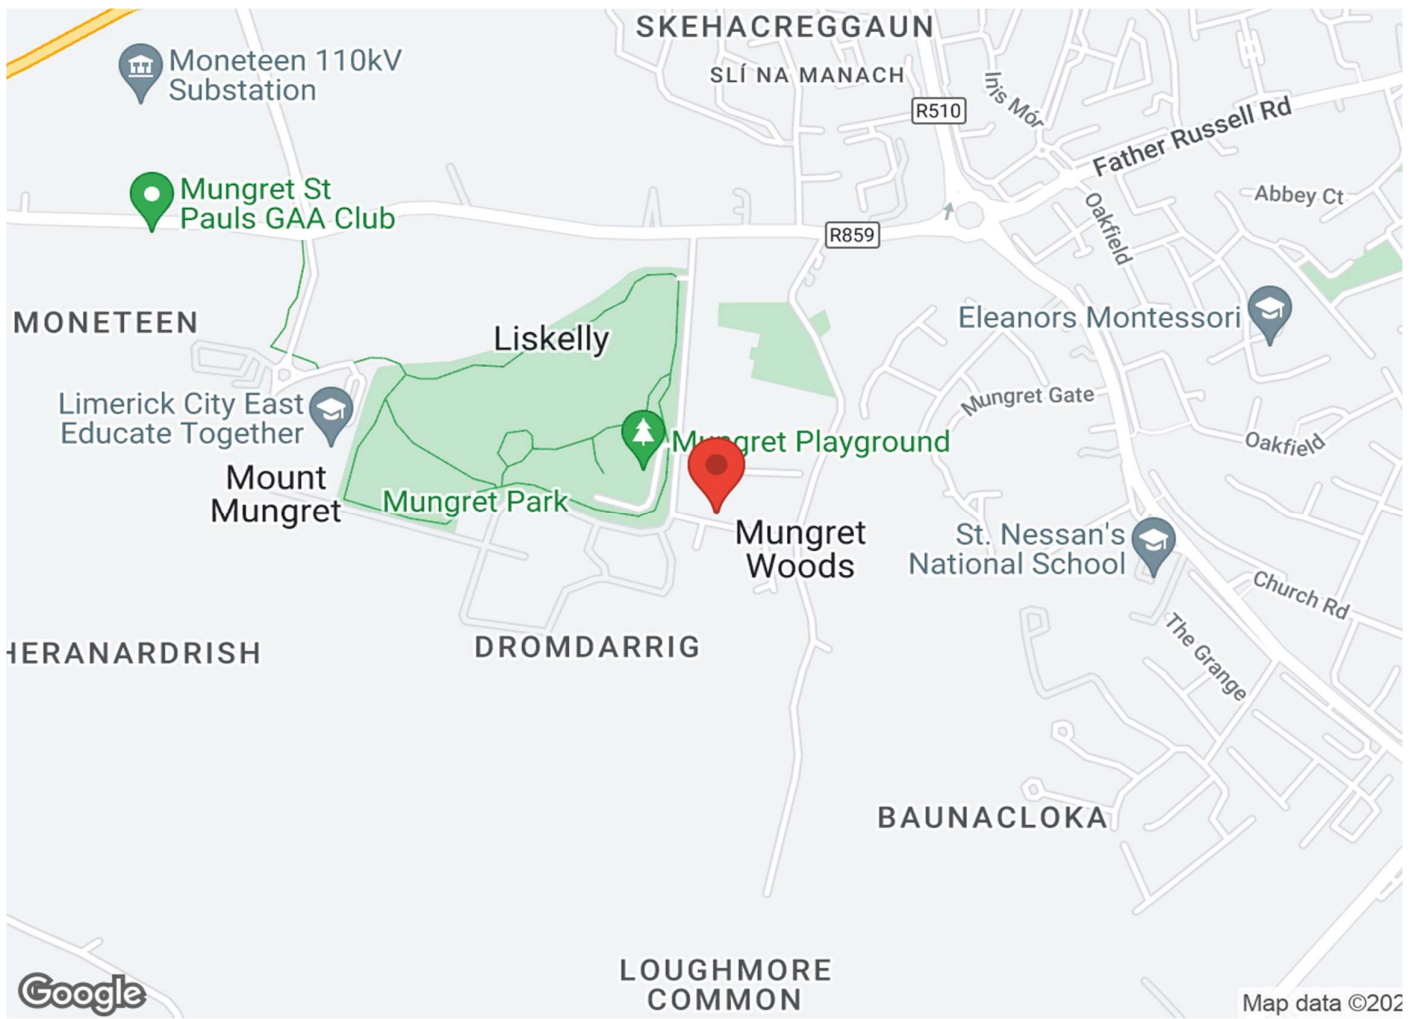 SKEHACREGGAUN
SLÍ NA MANACH
Moneteen 110kV
Substation
R510
Inis Mór
Father Russell Rd
Mungret St
Pauls GAA Club
Abbey Ct
Oakfield
R859
MONETEEN
Liskelly
Eleanors Montessori
Limerick City East
Educate Together
Mungret Gate
Mungret Playground
Oakfield
Mount
Mungret
Mungret Park
Mungret
Woods
St. Nessan's
National School
Church Rd
The Grange
HERANARDRISH
DROMDARRIG
BAUNACLOKA
LOUGHMORE
COMMON
Google
Map data ©202